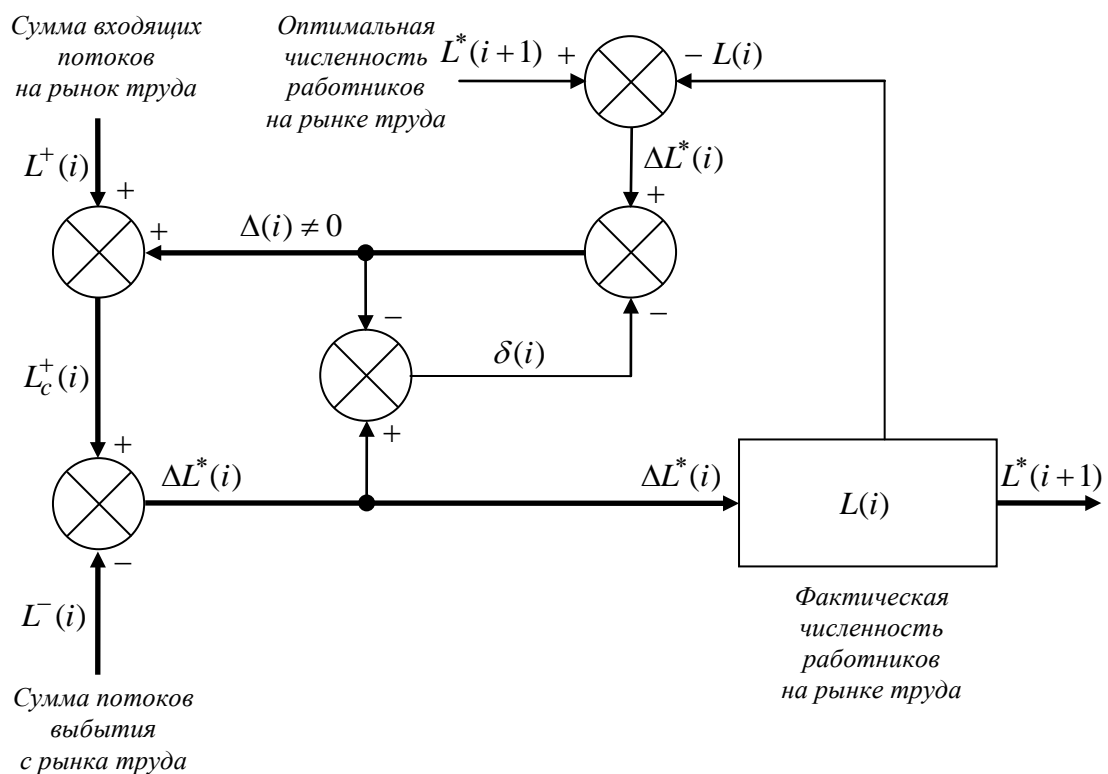 Сумма входящих
потоков
на рынок труда
Оптимальная
численность
работников
на рынке труда
L*(i+1) +
− L(i)
ΔL*(i)
L⁺(i)
+
+
Δ(i) ≠ 0
+
−
−
δ(i)
+
L_c⁺(i)
+
ΔL*(i)
ΔL*(i)
L(i)
L*(i+1)
−
L⁻(i)
Сумма потоков
выбытия
с рынка труда
Фактическая
численность
работников
на рынке труда